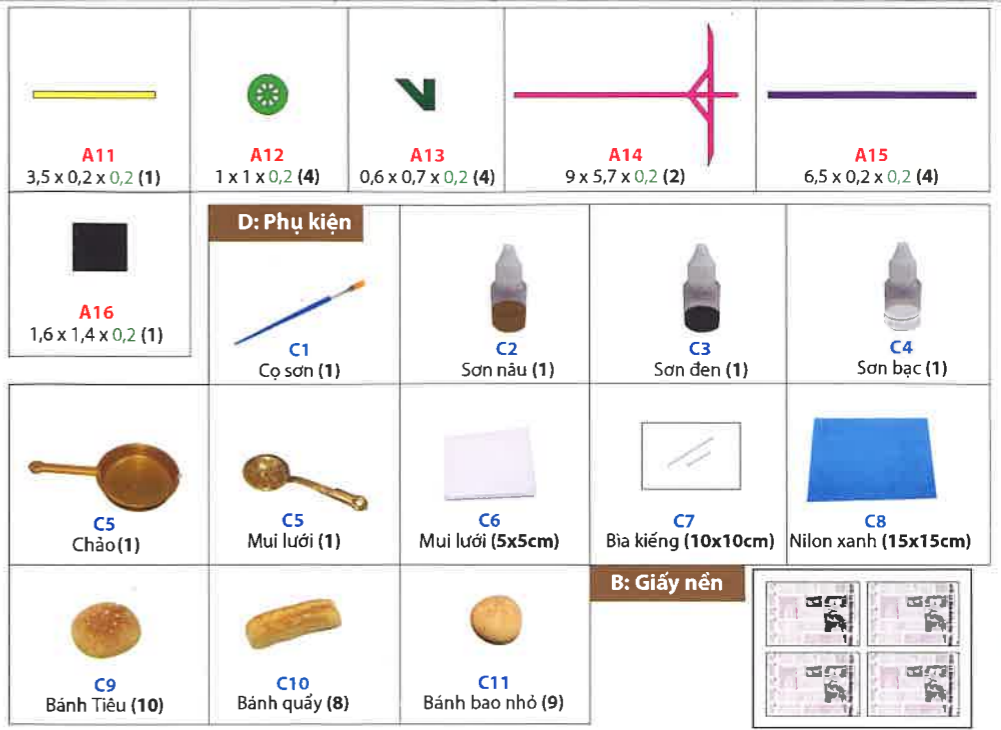 A11
3,5 x 0,2 x 0,2 (1)
A12
1 x 1 x 0,2 (4)
A13
0,6 x 0,7 x 0,2 (4)
A14
9 x 5,7 x 0,2 (2)
A15
6,5 x 0,2 x 0,2 (4)
A16
1,6 x 1,4 x 0,2 (1)
D: Phụ kiện
C1
Cọ sơn (1)
C2
Sơn nâu (1)
C3
Sơn đen (1)
C4
Sơn bạc (1)
C5
Chảo(1)
C5
Mui lưới (1)
C6
Mui lưới (5x5cm)
C7
Bìa kiếng (10x10cm)
C8
Nilon xanh (15x15cm)
C9
Bánh Tiêu (10)
C10
Bánh quẩy (8)
C11
Bánh bao nhỏ (9)
B: Giấy nền